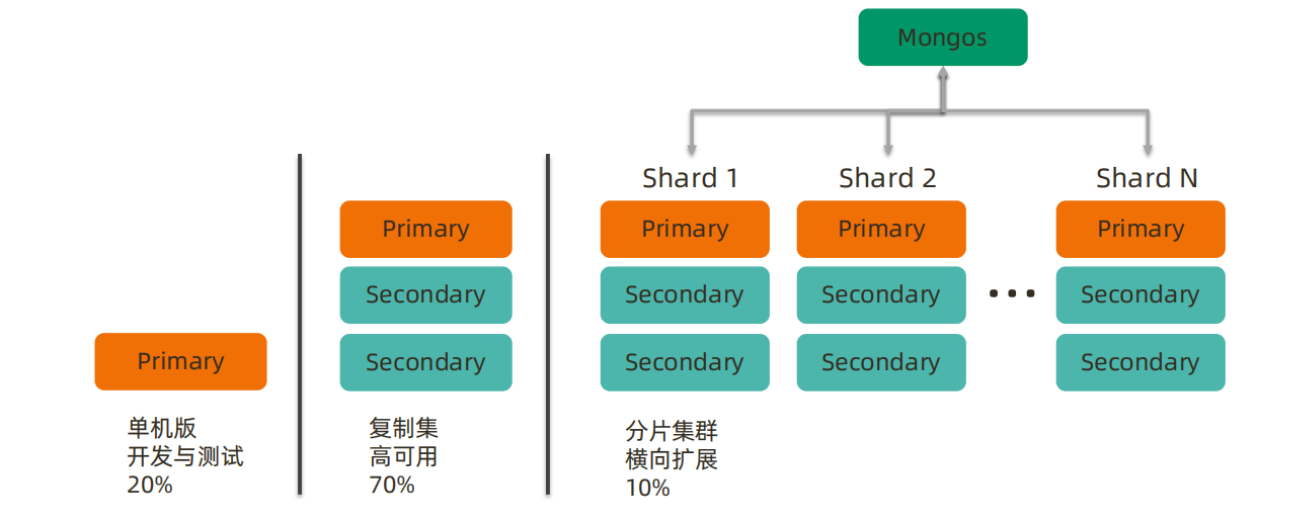 Mongos
Shard 1
Shard 2
Shard N
Primary
Primary
Primary
Primary
Secondary
Secondary
Secondary
• • •
Secondary
Primary
Secondary
Secondary
Secondary
Secondary
单机版
开发与测试
20%
复制集
高可用
70%
分片集群
横向扩展
10%